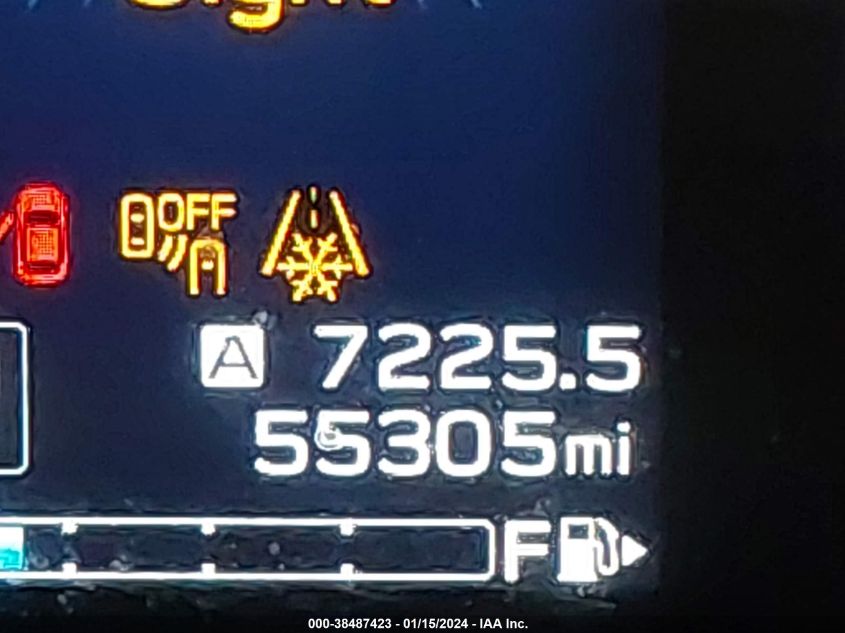 OFF
A 7225.5
55305mi
F
000-38487423 - 01/15/2024 - IAA Inc.